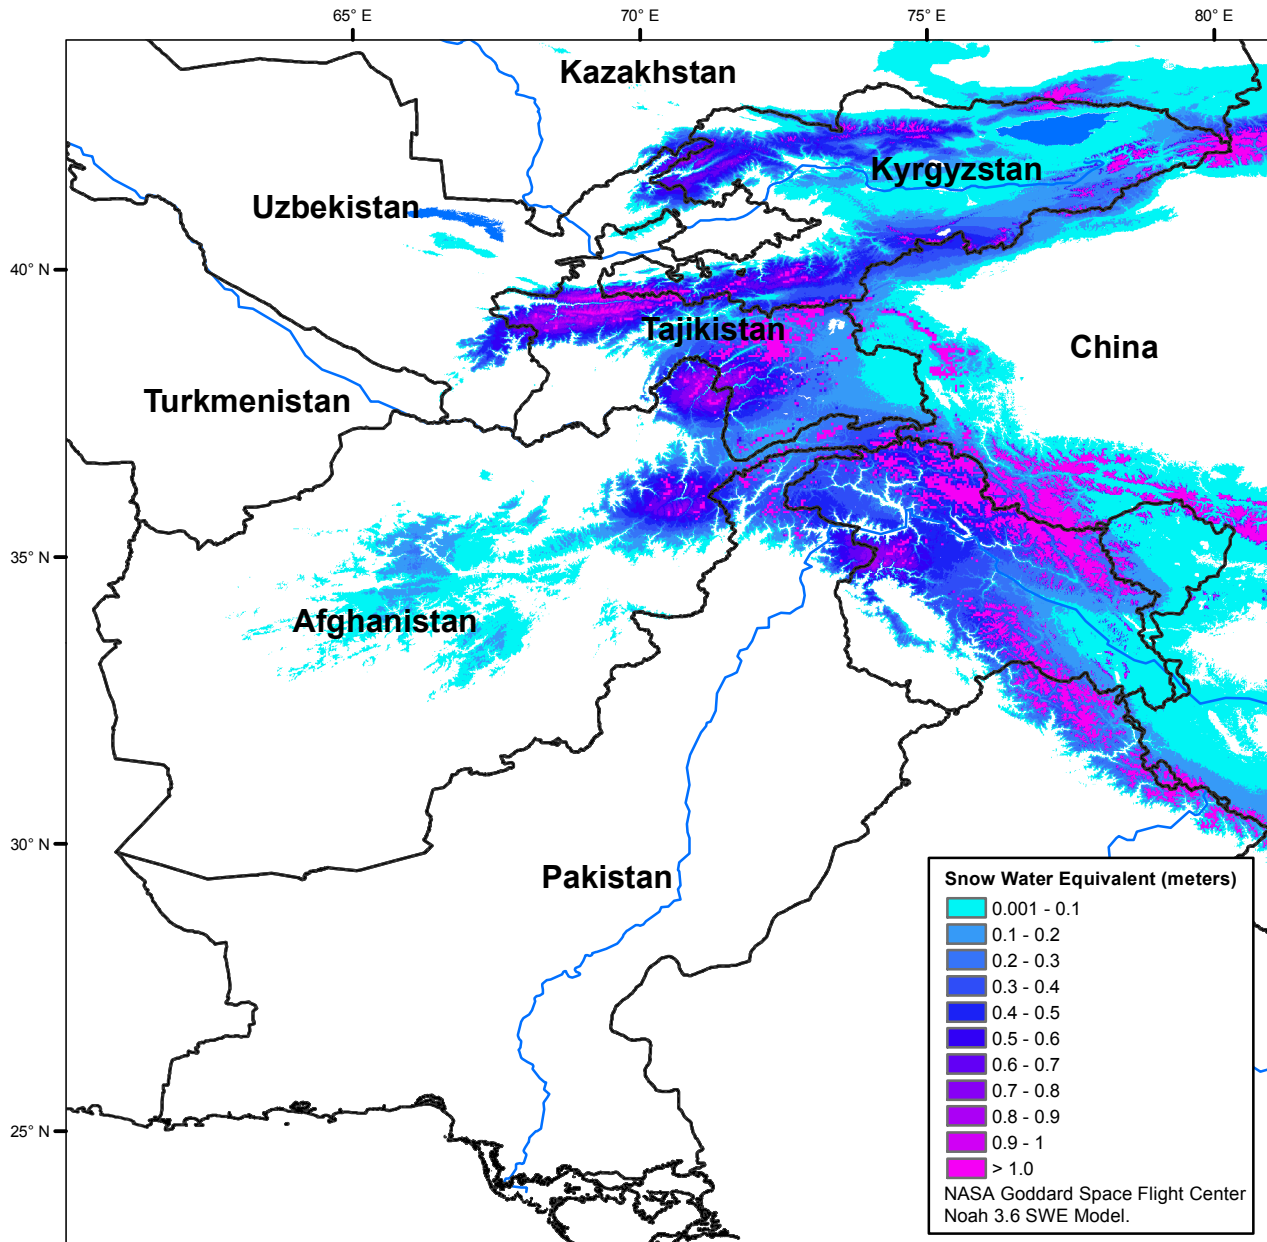 65° E
70° E
75° E
80° E
Kazakhstan
Kyrgyzstan
Uzbekistan
40° N
Tajikistan
China
Turkmenistan
35° N
Afghanistan
30° N
Pakistan
25° N
Snow Water Equivalent (meters)
0.001 - 0.1
0.1 - 0.2
0.2 - 0.3
0.3 - 0.4
0.4 - 0.5
0.5 - 0.6
0.6 - 0.7
0.7 - 0.8
0.8 - 0.9
0.9 - 1
> 1.0
NASA Goddard Space Flight Center
Noah 3.6 SWE Model.